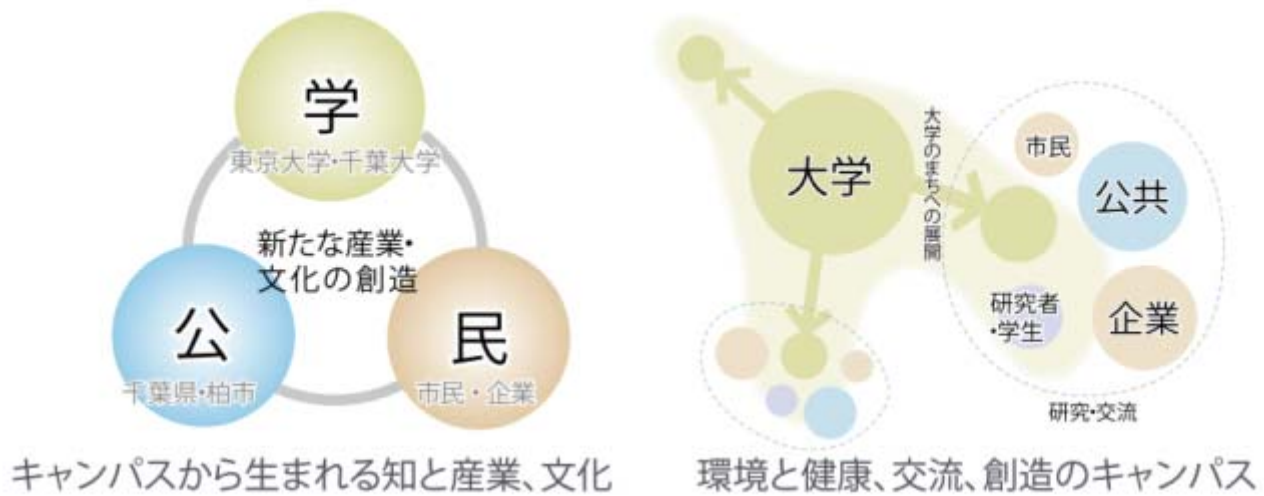 学
東京大学・千葉大学
新たな産業・
文化の創造
公
千葉県・柏市
民
市民・企業
キャンパスから生まれる知と産業、文化
大学
大学のまちへの展開
市民
公共
研究者
・学生
企業
研究・交流
環境と健康、交流、創造のキャンパス